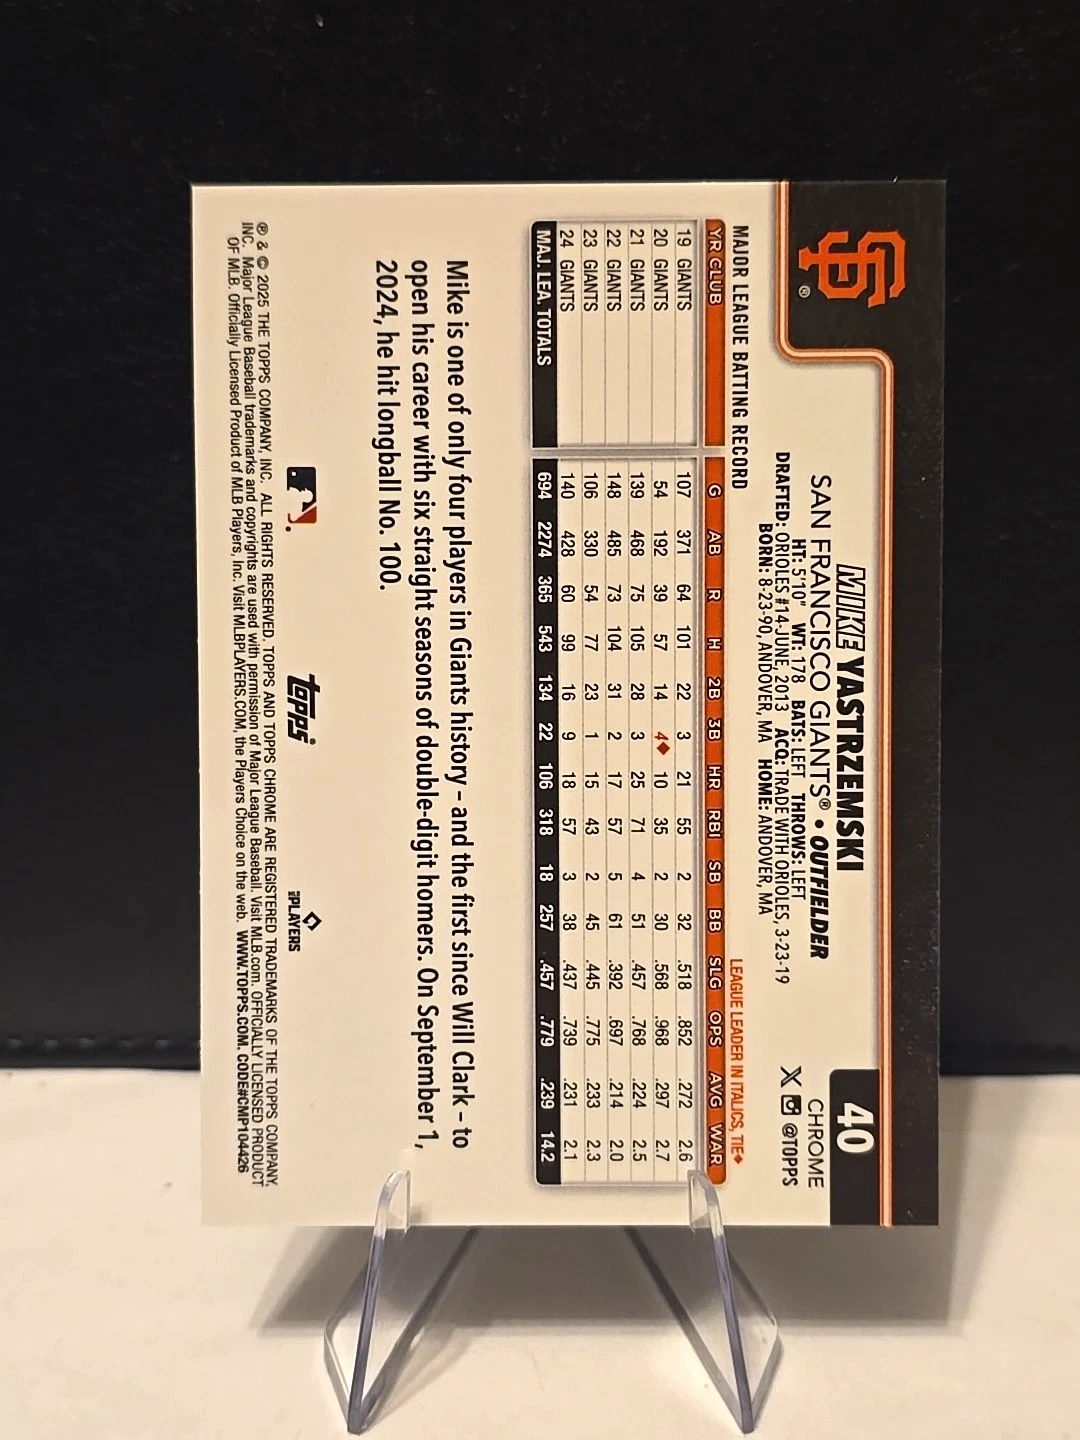 SF®
40
MIKE YASTRZEMSKI
SAN FRANCISCO GIANTS® • OUTFIELDER
CHROME
HT: 5'10" WT: 178 BATS: LEFT THROWS: LEFT
DRAFTED: ORIOLES #14-JUNE, 2013 ACQ: TRADE WITH ORIOLES, 3-23-19
@TOPPS
BORN: 8-23-90, ANDOVER, MA HOME: ANDOVER, MA
MAJOR LEAGUE BATTING RECORD LEAGUE LEADER IN ITALICS, TIE♦
YR CLUB G AB R H 2B 3B HR RBI SB BB SLG OPS AVG WAR
19 GIANTS 107 371 64 101 22 3 21 55 2 32 .518 .852 .272 2.6
20 GIANTS 54 192 39 57 14 4♦ 10 35 2 30 .568 .968 .297 2.7
21 GIANTS 139 468 75 105 28 3 25 71 4 51 .457 .768 .224 2.5
22 GIANTS 148 485 73 104 31 2 17 57 5 61 .392 .697 .214 2.0
23 GIANTS 106 330 54 77 23 1 15 43 2 45 .445 .775 .233 2.3
24 GIANTS 140 428 60 99 16 9 18 57 3 38 .437 .739 .231 2.1
MAJ. LEA. TOTALS 694 2274 365 543 134 22 106 318 18 257 .457 .779 .239 14.2
Mike is one of only four players in Giants history – and the first since Will Clark – to
open his career with six straight seasons of double-digit homers. On September 1,
2024, he hit longball No. 100.
topps
PLAYERS
® & © 2025 THE TOPPS COMPANY, INC. ALL RIGHTS RESERVED. TOPPS AND TOPPS CHROME ARE REGISTERED TRADEMARKS OF THE TOPPS COMPANY,
INC. Major League Baseball trademarks and copyrights are used with permission of Major League Baseball. Visit MLB.com. OFFICIALLY LICENSED PRODUCT
OF MLB. Officially Licensed Product of MLB Players, Inc. Visit MLBPLAYERS.COM, the Players Choice on the web. WWW.TOPPS.COM. CODE#CMP104426